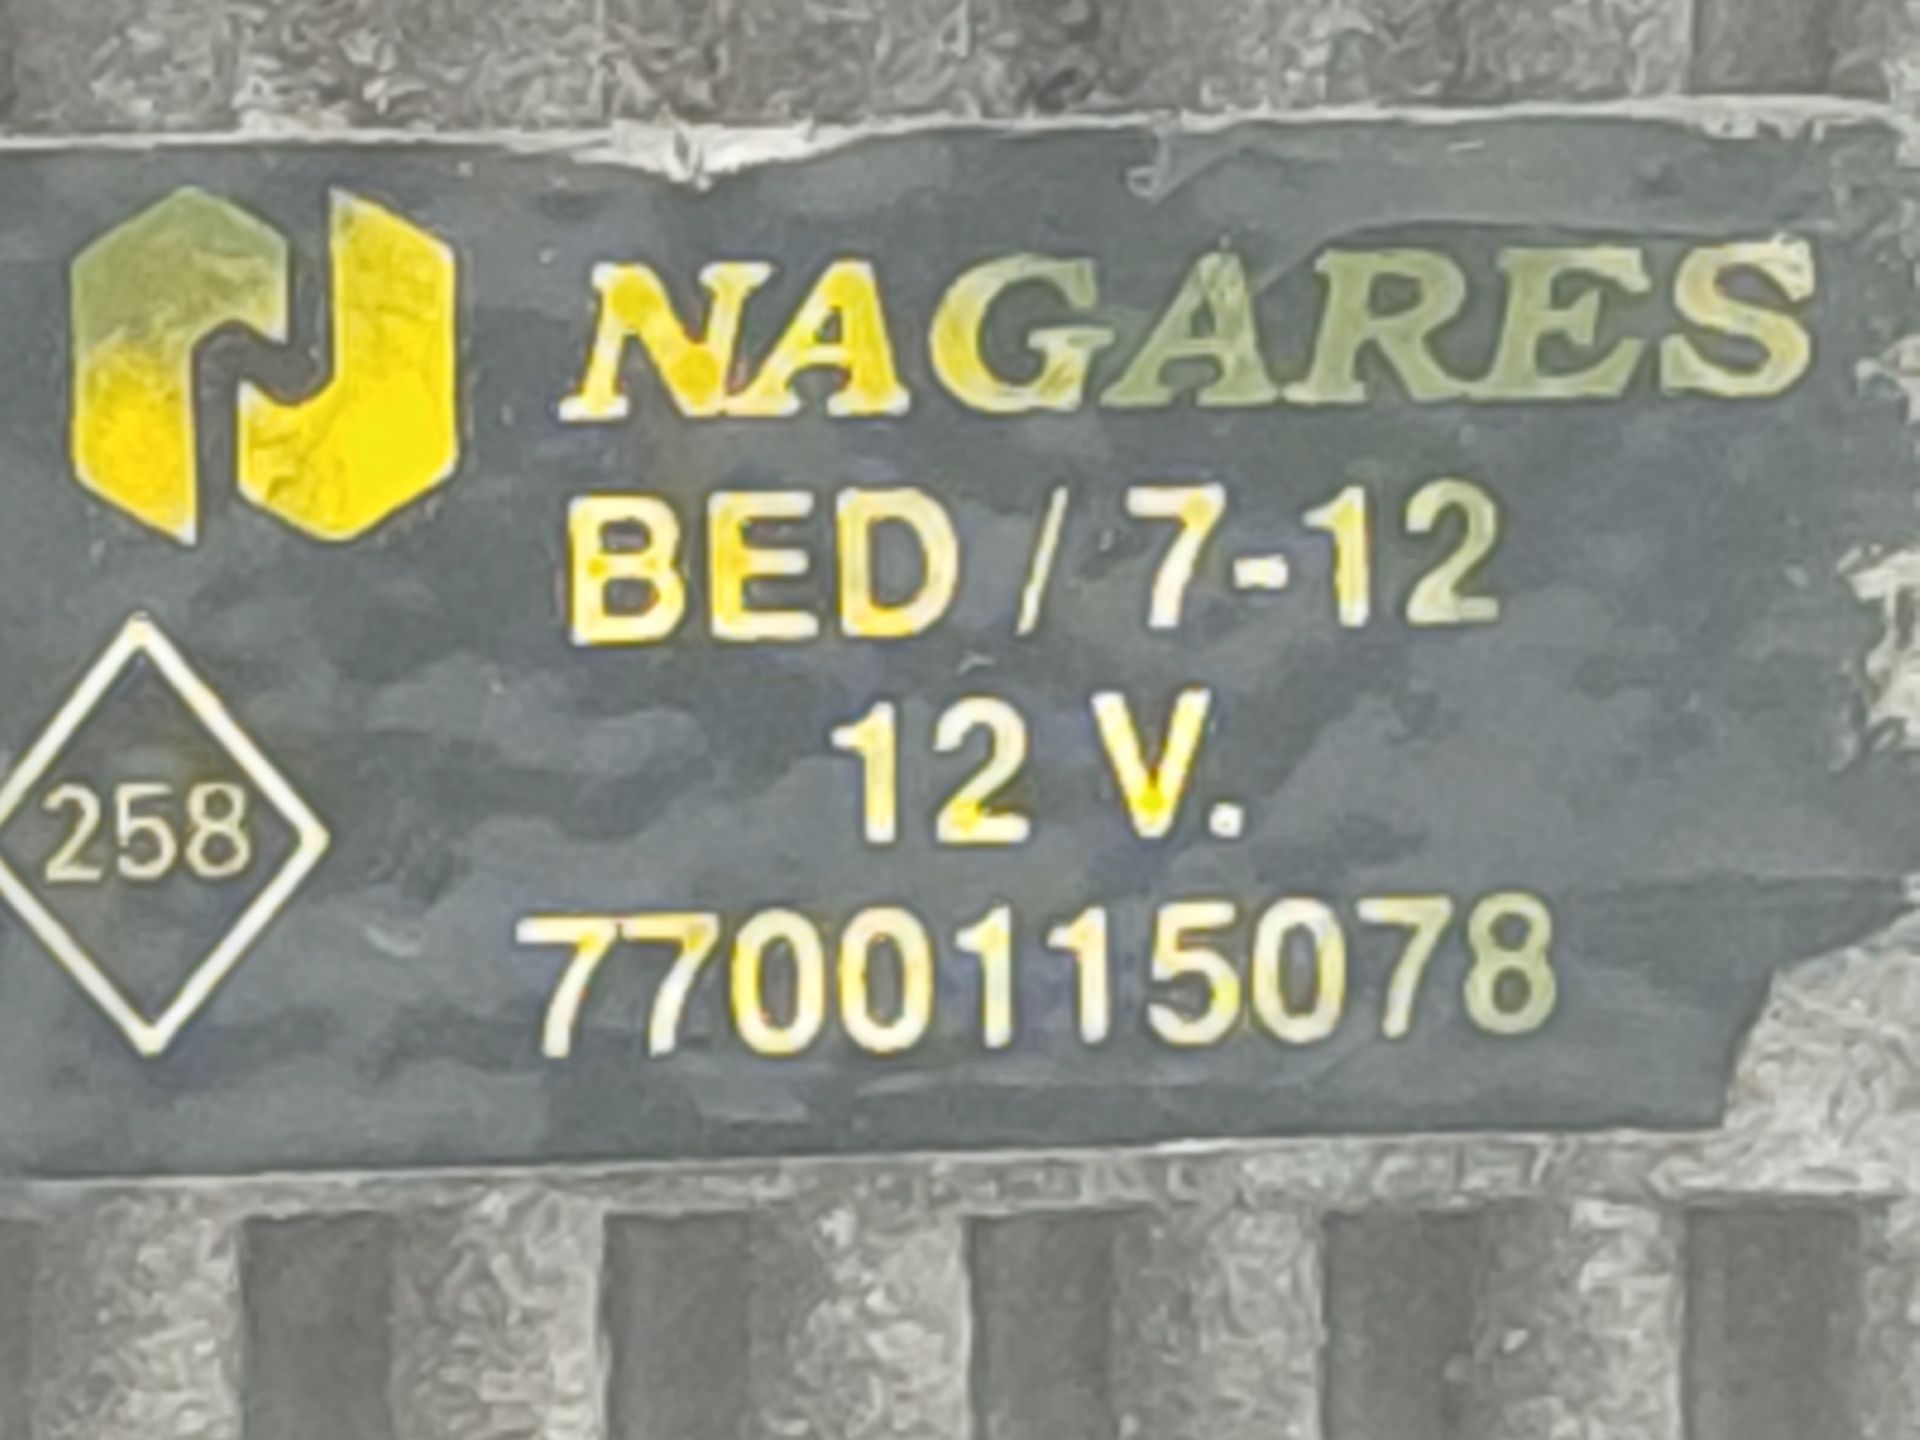 NAGARES
BED / 7-12
12 V.
258
7700115078